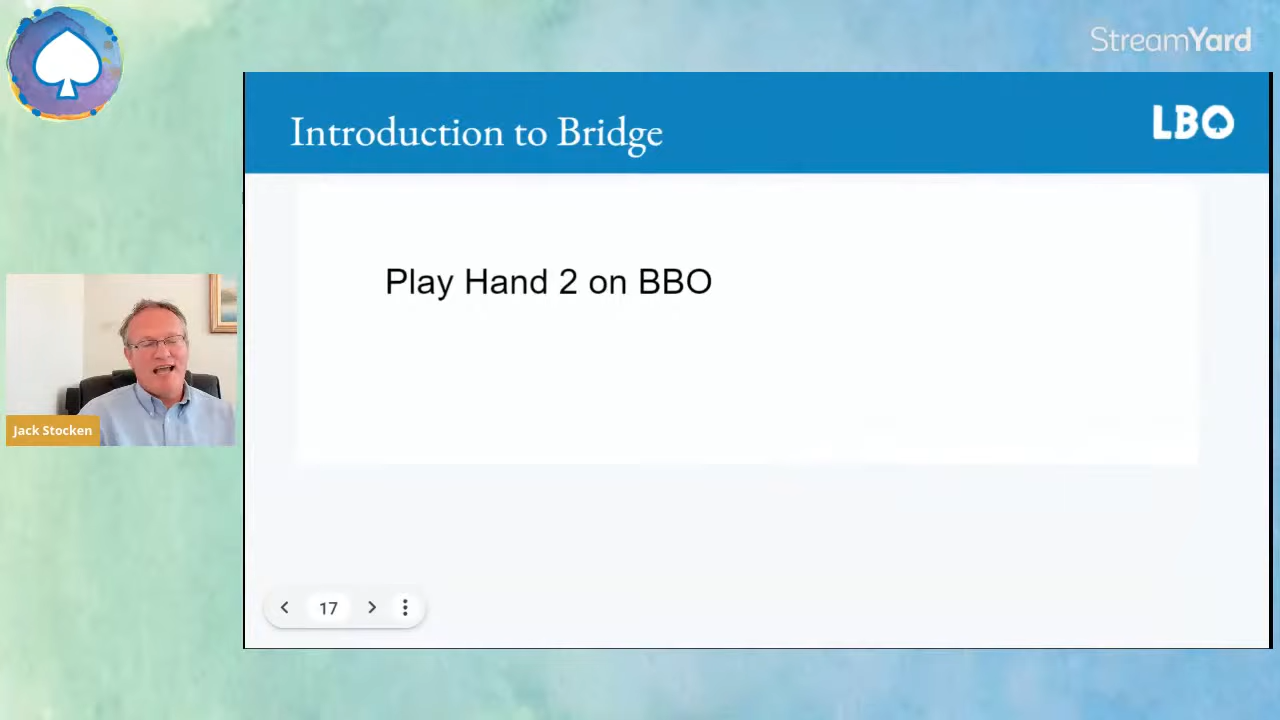 StreamYard
Introduction to Bridge
LBO
Play Hand 2 on BBO
Jack Stocken
17